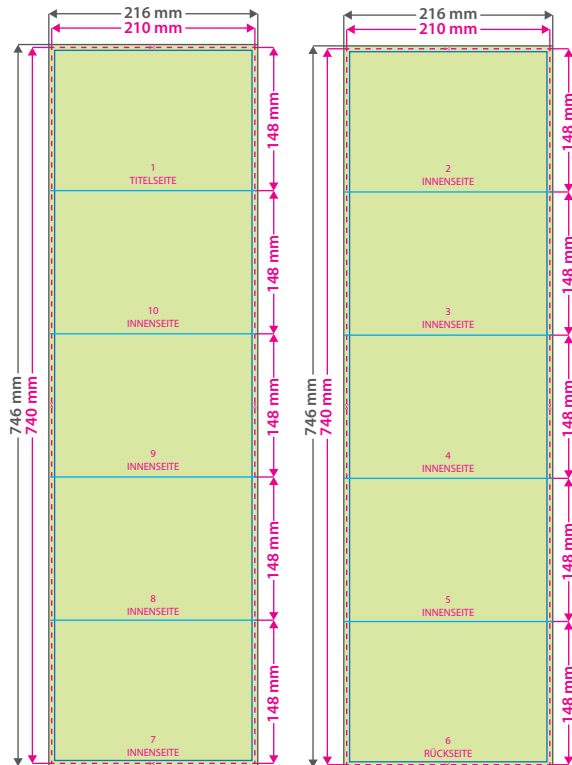 216 mm
210 mm
746 mm
740 mm
148 mm
148 mm
148 mm
148 mm
148 mm
1
TITELSEITE
10
INNENSEITE
9
INNENSEITE
8
INNENSEITE
7
INNENSEITE
216 mm
210 mm
746 mm
740 mm
148 mm
148 mm
148 mm
148 mm
148 mm
2
INNENSEITE
3
INNENSEITE
4
INNENSEITE
5
INNENSEITE
6
RÜCKSEITE